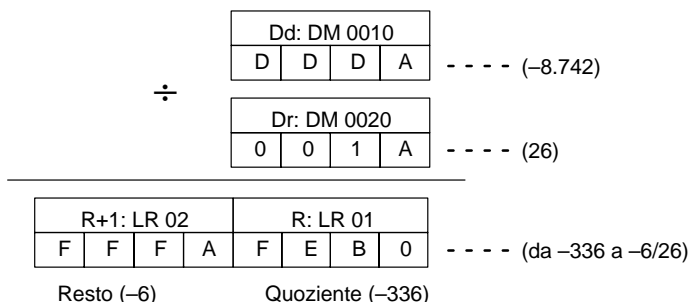 Dd: DM 0010
D D D A - - - - (–8.742)
÷
Dr: DM 0020
0 0 1 A - - - - (26)
R+1: LR 02 R: LR 01
F F F A F E B 0 - - - - (da –336 a –6/26)
Resto (–6) Quoziente (–336)